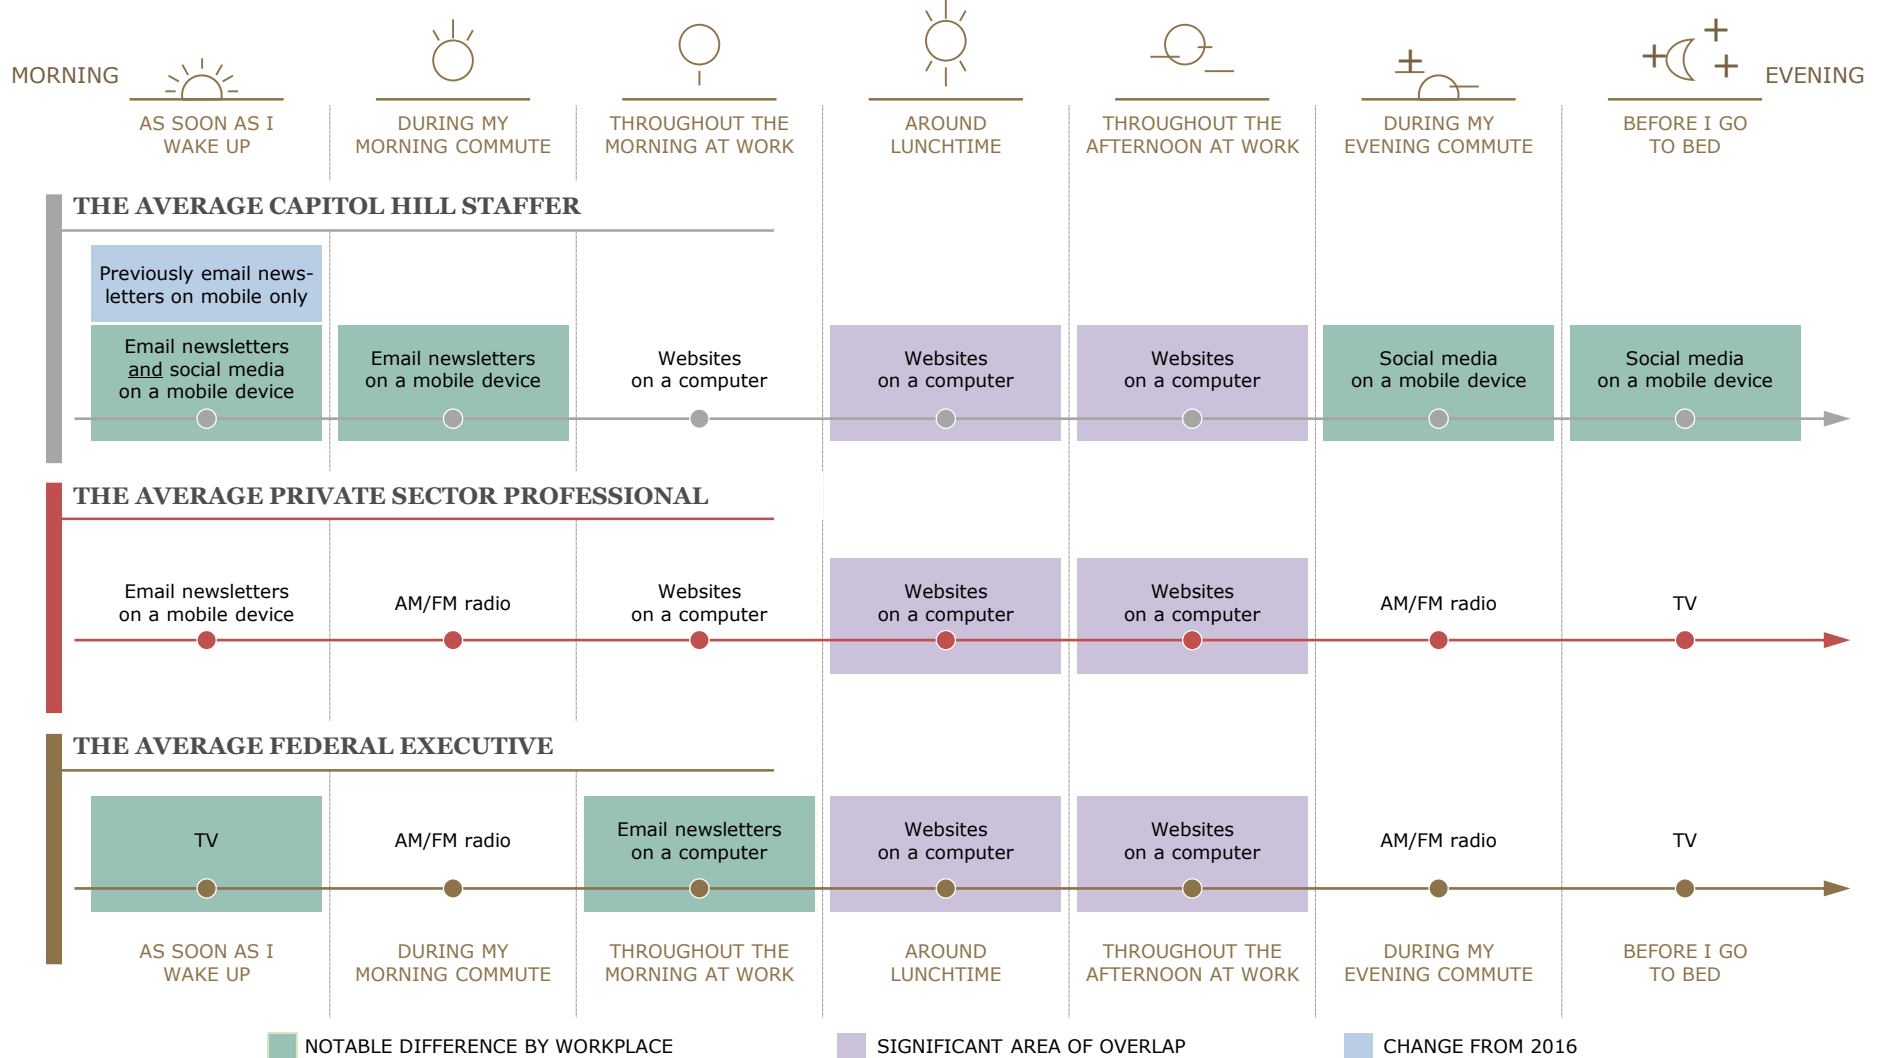 MORNING
EVENING
AS SOON AS I
WAKE UP
DURING MY
MORNING COMMUTE
THROUGHOUT THE
MORNING AT WORK
AROUND
LUNCHTIME
THROUGHOUT THE
AFTERNOON AT WORK
DURING MY
EVENING COMMUTE
BEFORE I GO
TO BED
THE AVERAGE CAPITOL HILL STAFFER
Previously email news-
letters on mobile only
Email newsletters
and social media
on a mobile device
Email newsletters
on a mobile device
Websites
on a computer
Websites
on a computer
Websites
on a computer
Social media
on a mobile device
Social media
on a mobile device
THE AVERAGE PRIVATE SECTOR PROFESSIONAL
Email newsletters
on a mobile device
AM/FM radio
Websites
on a computer
Websites
on a computer
Websites
on a computer
AM/FM radio
TV
THE AVERAGE FEDERAL EXECUTIVE
TV
AM/FM radio
Email newsletters
on a computer
Websites
on a computer
Websites
on a computer
AM/FM radio
TV
AS SOON AS I
WAKE UP
DURING MY
MORNING COMMUTE
THROUGHOUT THE
MORNING AT WORK
AROUND
LUNCHTIME
THROUGHOUT THE
AFTERNOON AT WORK
DURING MY
EVENING COMMUTE
BEFORE I GO
TO BED
NOTABLE DIFFERENCE BY WORKPLACE
SIGNIFICANT AREA OF OVERLAP
CHANGE FROM 2016